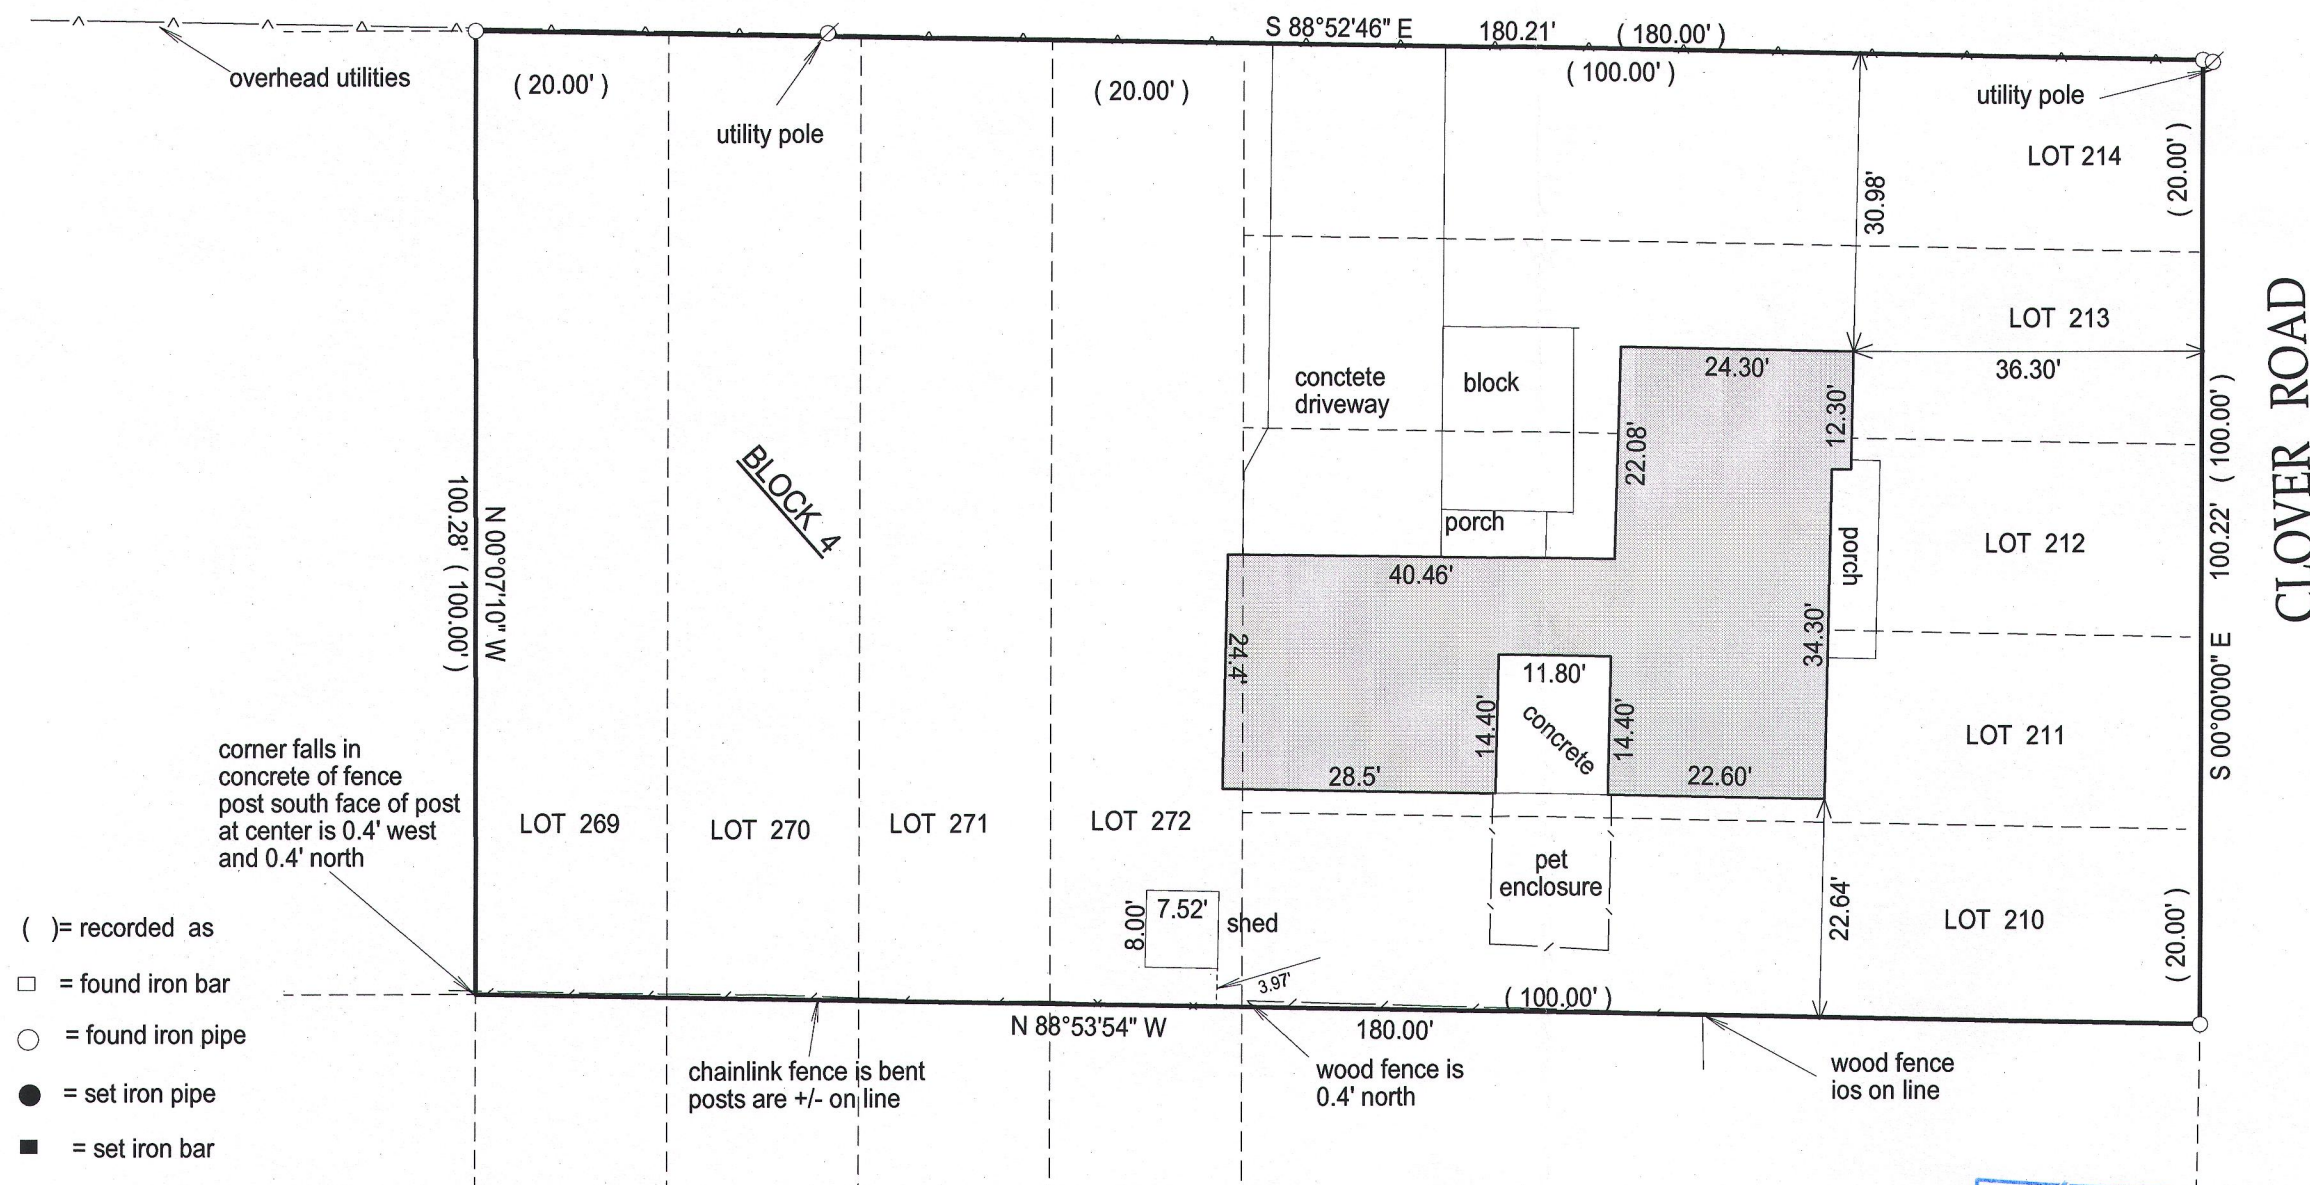 S 88°52'46" E 180.21' ( 180.00' )
( 100.00' )
overhead utilities
( 20.00' )
( 20.00' )
utility pole
utility pole
LOT 214
( 20.00' )
30.98'
LOT 213
36.30'
24.30'
12.30'
22.08'
conctete
driveway
block
porch
40.46'
porch
34.30'
LOT 212
CLOVER ROAD
S 00°00'00" E 100.22' ( 100.00' )
BLOCK 4
N 00°07'10" W
100.28' ( 100.00' )
24.4'
11.80'
14.40'
concrete
14.40'
28.5'
22.60'
LOT 211
corner falls in
concrete of fence
post south face of post
at center is 0.4' west
and 0.4' north
LOT 269
LOT 270
LOT 271
LOT 272
pet
enclosure
22.64'
LOT 210
( 20.00' )
8.00'
7.52'
shed
3.97'
( )= recorded as
= found iron bar
= found iron pipe
= set iron pipe
= set iron bar
( 100.00' )
N 88°53'54" W 180.00'
chainlink fence is bent
posts are +/- on line
wood fence is
0.4' north
wood fence
ios on line